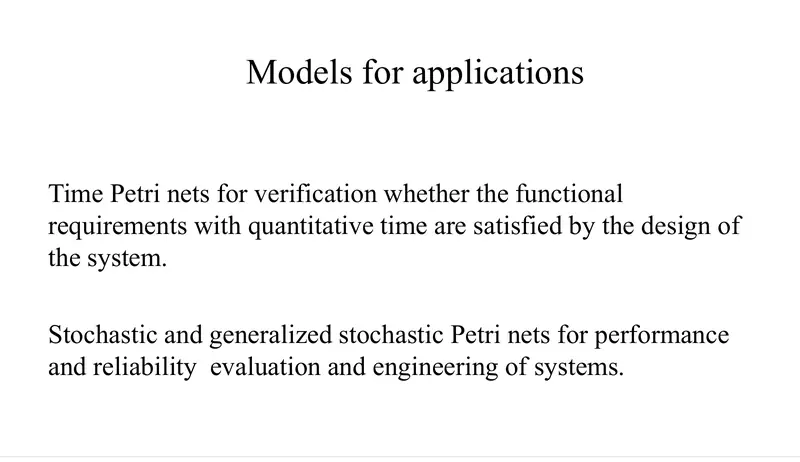 Models for applications
Time Petri nets for verification whether the functional
requirements with quantitative time are satisfied by the design of
the system.
Stochastic and generalized stochastic Petri nets for performance
and reliability  evaluation and engineering of systems.